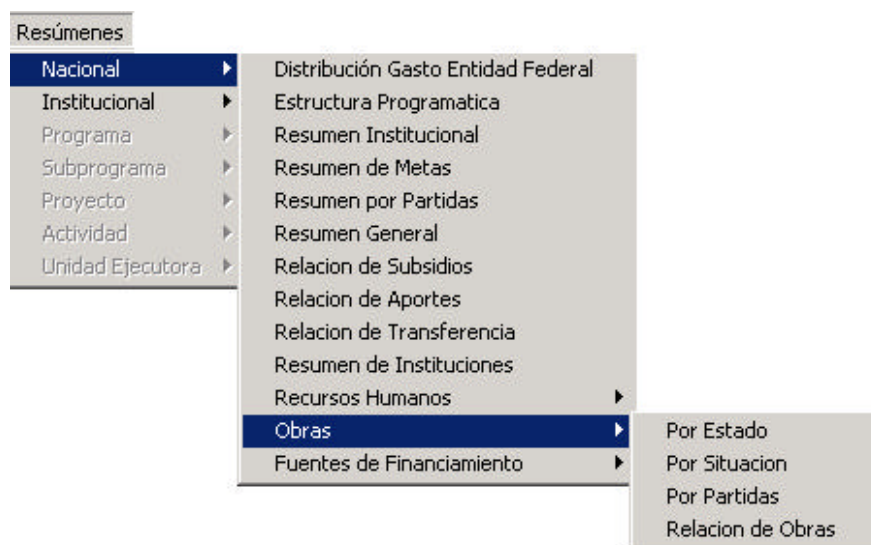 Resúmenes
Nacional
Institucional
Programa
Subprograma
Proyecto
Actividad
Unidad Ejecutora
Distribución Gasto Entidad Federal
Estructura Programatica
Resumen Institucional
Resumen de Metas
Resumen por Partidas
Resumen General
Relacion de Subsidios
Relacion de Aportes
Relacion de Transferencia
Resumen de Instituciones
Recursos Humanos
Obras
Fuentes de Financiamiento
Por Estado
Por Situacion
Por Partidas
Relacion de Obras